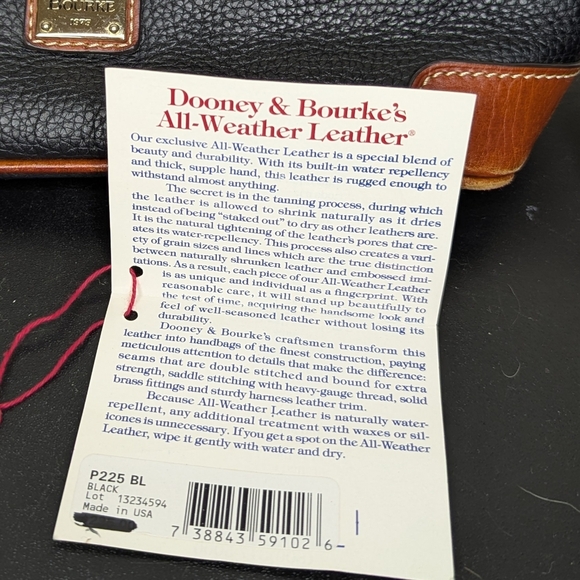 BOURKE
1975
Dooney & Bourke's
All-Weather Leather®
Our exclusive All-Weather Leather is a special blend of
beauty and durability. With its built-in water repellency
and thick, supple hand, this leather is rugged enough to
withstand almost anything.
The secret is in the tanning process, during which
the leather is allowed to shrink naturally as it dries
instead of being "staked out" to dry as other leathers are.
It is the natural tightening of the leather's pores that cre-
ates its water-repellency. This process also creates a vari-
ety of grain sizes and lines which are the true distinction
between naturally shrunken leather and embossed imi-
tations. As a result, each piece of our All-Weather Leather
is as unique and individual as a fingerprint. With
reasonable care, it will stand up beautifully to
the test of time, acquiring the handsome look and
feel of well-seasoned leather without losing its
durability.
Dooney & Bourke's craftsmen transform this
leather into handbags of the finest construction, paying
meticulous attention to details that make the difference:
seams that are double stitched and bound for extra
strength, saddle stitching with heavy-gauge thread, solid
brass fittings and sturdy harness leather trim.
Because All-Weather Leather is naturally water-
repellent, any additional treatment with waxes or sil-
icones is unnecessary. If you get a spot on the All-Weather
Leather, wipe it gently with water and dry.
P225 BL
BLACK
Lot 13234594
Made in USA
7 38843 59102 6